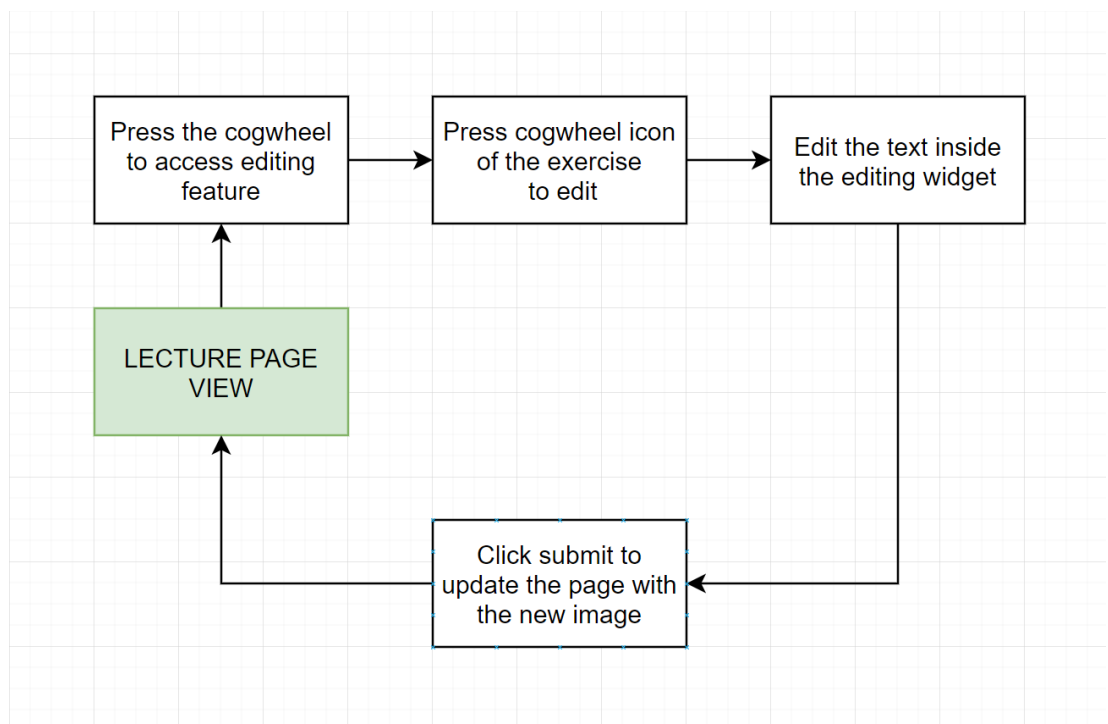 Press the cogwheel
to access editing
feature
Press cogwheel icon
of the exercise
to edit
Edit the text inside
the editing widget
LECTURE PAGE
VIEW
Click submit to
update the page with
the new image